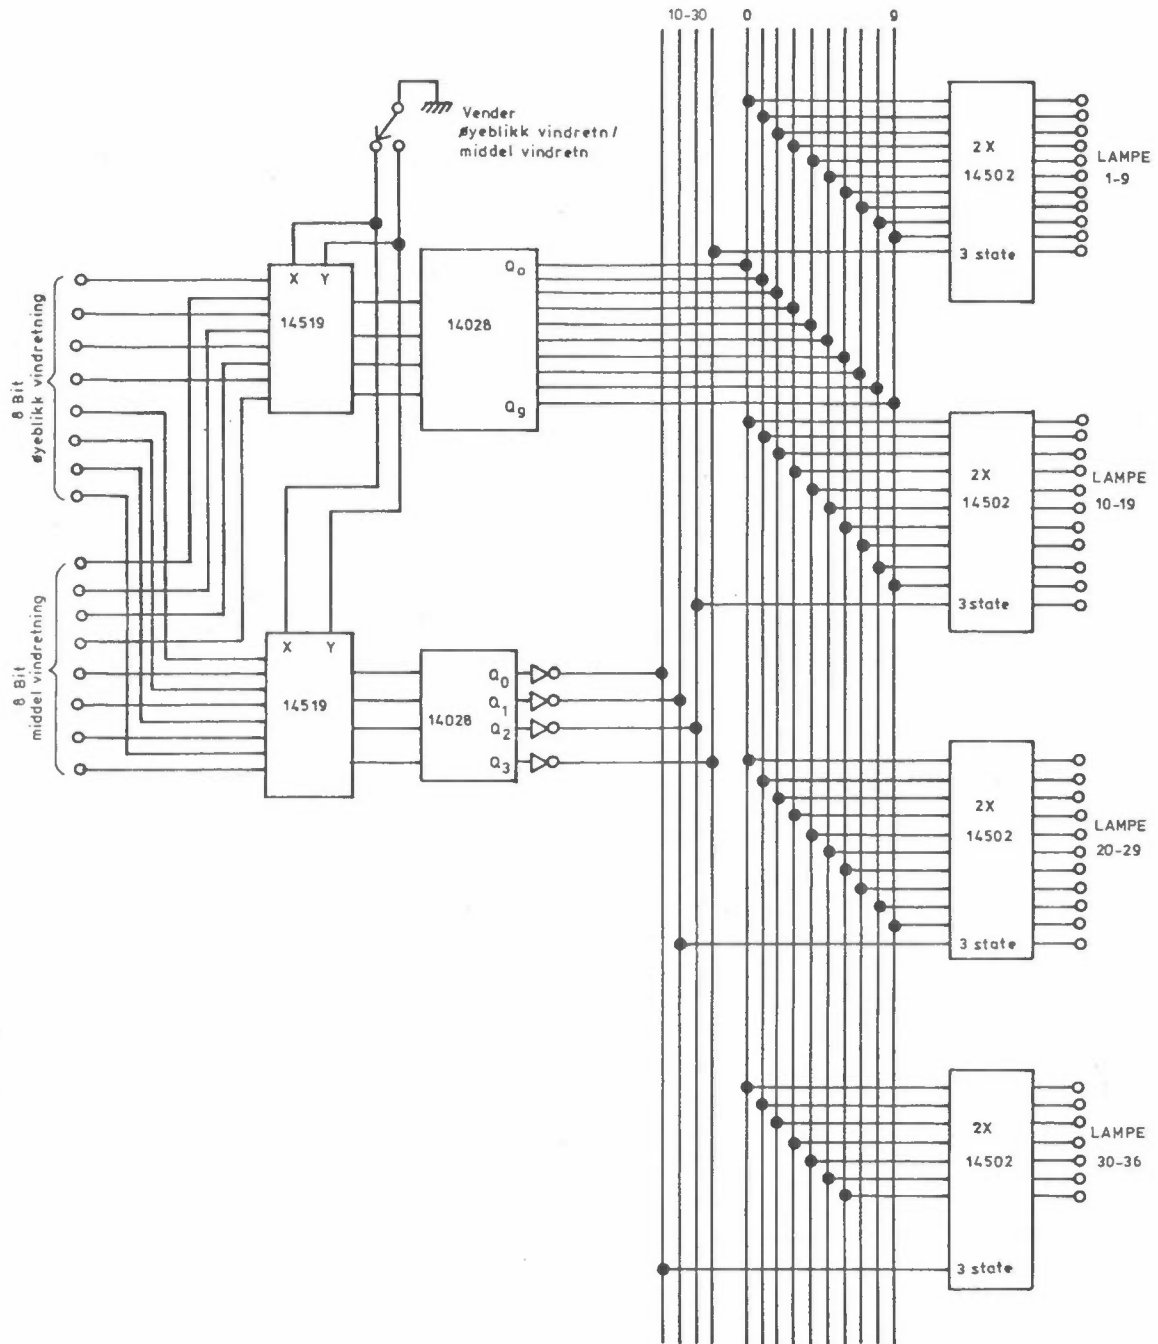 10-30 0 9
Vender
øyeblikk vindretn/
middel vindretn
2X
14502
3 state
LAMPE
1-9
8 Bit
øyeblikk vindretning
X Y
14519
14028
Q0
Q9
2X
14502
3 state
LAMPE
10-19
8 Bit
middel vindretning
X Y
14519
14028
Q0
Q1
Q2
Q3
2X
14502
3 state
LAMPE
20-29
2X
14502
3 state
LAMPE
30-36